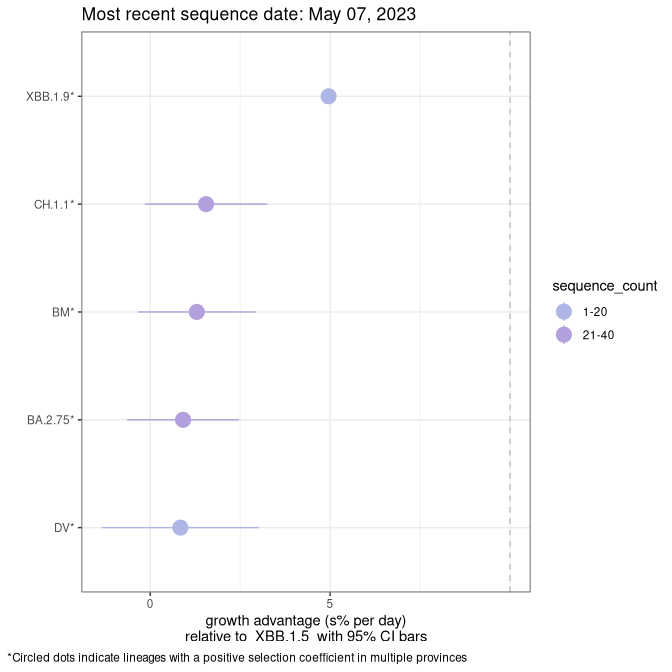 Most recent sequence date: May 07, 2023
XBB.1.9*
CH.1.1*
BM*
BA.2.75*
DV*
sequence_count
1-20
21-40
0
5
growth advantage (s% per day)
relative to  XBB.1.5  with 95% CI bars
*Circled dots indicate lineages with a positive selection coefficient in multiple provinces